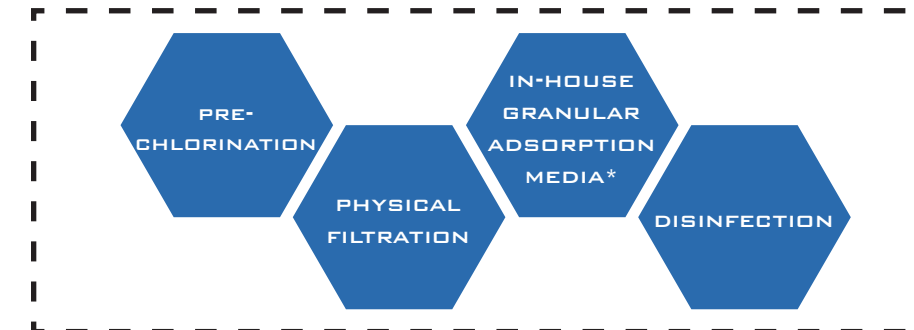 PRE-
CHLORINATION
PHYSICAL
FILTRATION
IN-HOUSE
GRANULAR
ADSORPTION
MEDIA*
DISINFECTION